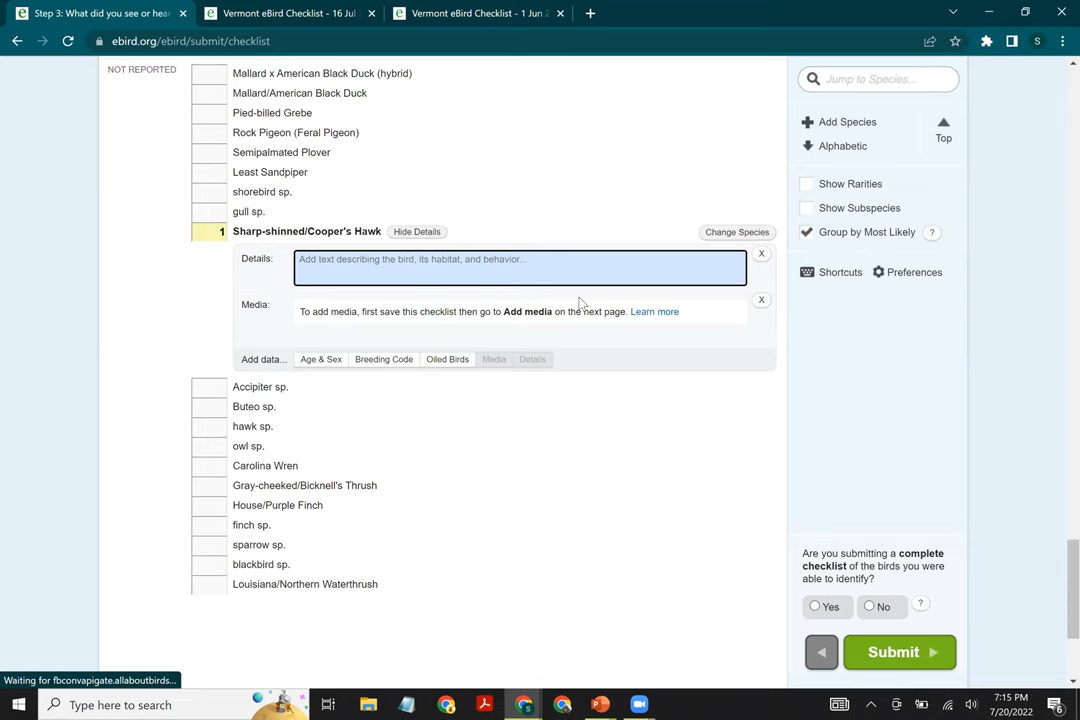 Step 3: What did you see or hear
Vermont eBird Checklist - 16 Jul
Vermont eBird Checklist - 1 Jun 2
ebird.org/ebird/submit/checklist
S
NOT REPORTED
Mallard x American Black Duck (hybrid)
Mallard/American Black Duck
Pied-billed Grebe
Rock Pigeon (Feral Pigeon)
Semipalmated Plover
Least Sandpiper
shorebird sp.
gull sp.
1 Sharp-shinned/Cooper's Hawk Hide Details Change Species
Details: Add text describing the bird, its habitat, and behavior... X
Media: X
To add media, first save this checklist then go to Add media on the next page. Learn more
Add data... Age & Sex Breeding Code Oiled Birds Media Details
Accipiter sp.
Buteo sp.
hawk sp.
owl sp.
Carolina Wren
Gray-cheeked/Bicknell's Thrush
House/Purple Finch
finch sp.
sparrow sp.
blackbird sp.
Louisiana/Northern Waterthrush
Jump to Species...
Add Species
Alphabetic
Top
Show Rarities
Show Subspecies
Group by Most Likely ?
Shortcuts Preferences
Are you submitting a complete
checklist of the birds you were
able to identify?
Yes No ?
Submit
Waiting for fbconvapigate.allaboutbirds...
Type here to search
7:15 PM
7/20/2022
6